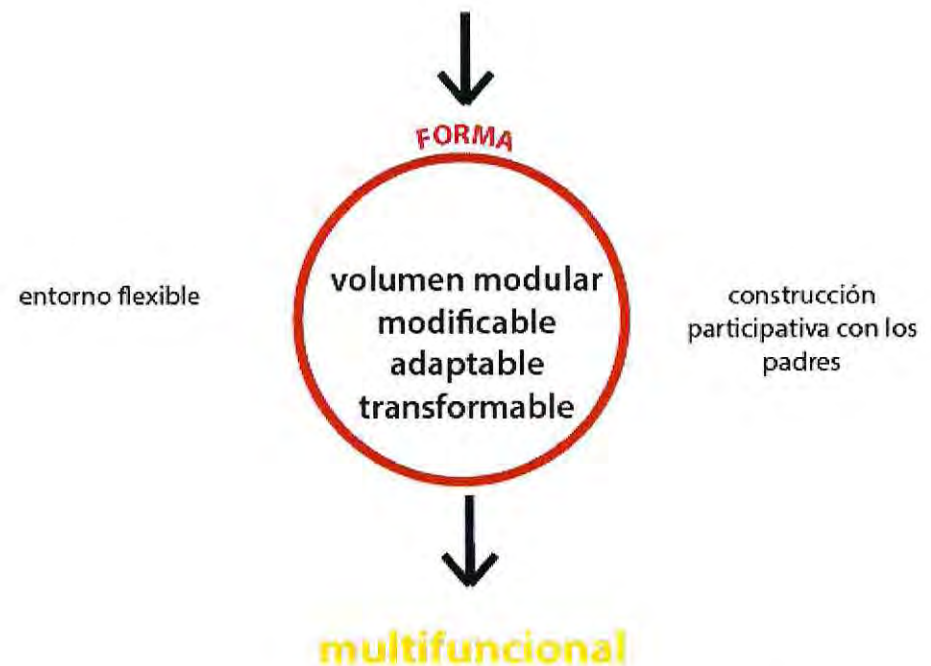 FORMA
entorno flexible
volumen modular
modificable
adaptable
transformable
construcción
participativa con los
padres
multifuncional